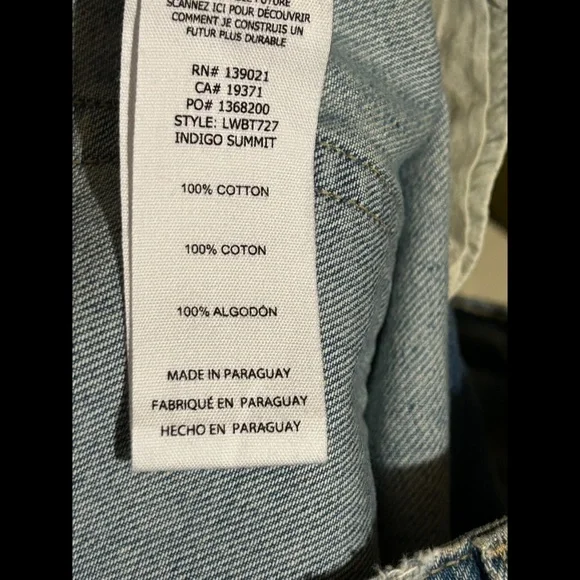 FUTURE
SCANNEZ ICI POUR DÉCOUVRIR
COMMENT JE CONSTRUIS UN
FUTUR PLUS DURABLE
RN# 139021
CA# 19371
PO# 1368200
STYLE: LWBT727
INDIGO SUMMIT
100% COTTON
100% COTON
100% ALGODÓN
MADE IN PARAGUAY
FABRIQUÉ EN PARAGUAY
HECHO EN PARAGUAY